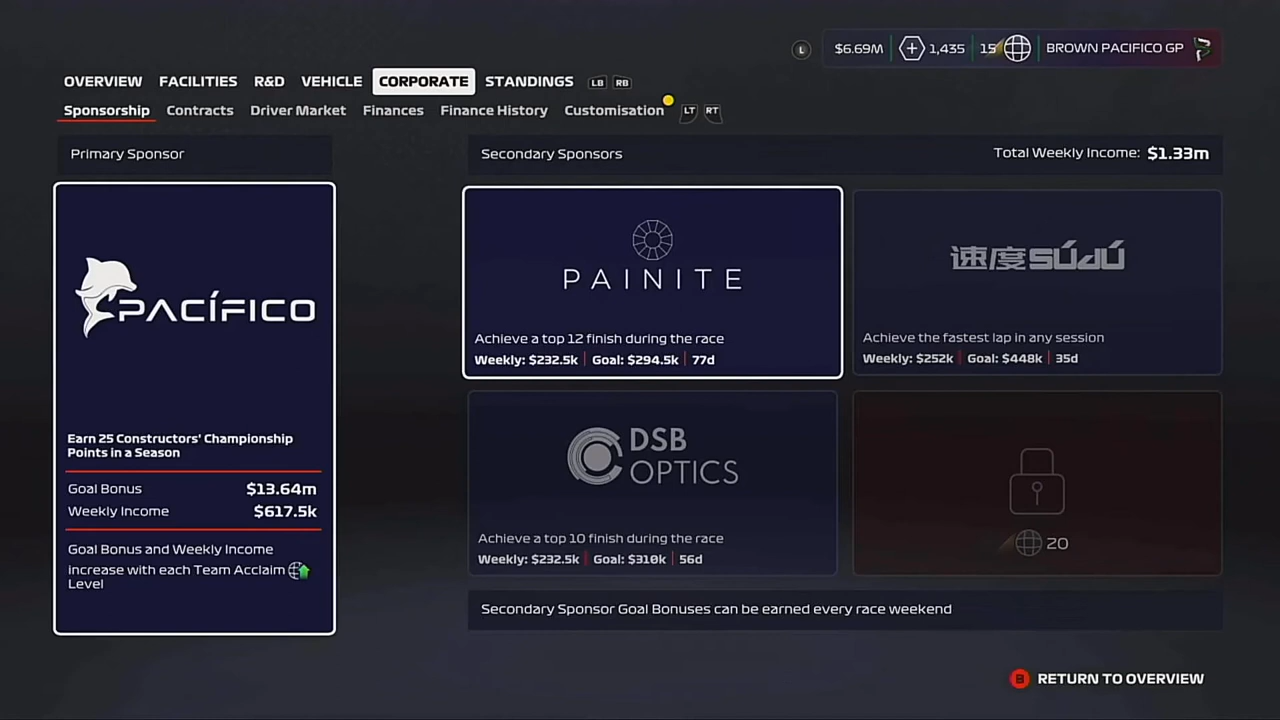 L
$6.69M
1,435
15
BROWN PACIFICO GP
OVERVIEW
FACILITIES
R&D
VEHICLE
CORPORATE
STANDINGS
LB
RB
Sponsorship
Contracts
Driver Market
Finances
Finance History
Customisation
LT
RT
Primary Sponsor
PACÍFICO
Earn 25 Constructors' Championship
Points in a Season
Goal Bonus $13.64m
Weekly Income $617.5k
Goal Bonus and Weekly Income
increase with each Team Acclaim
Level
Secondary Sponsors
Total Weekly Income: $1.33m
PAINITE
Achieve a top 12 finish during the race
Weekly: $232.5k | Goal: $294.5k | 77d
速度SÚDÚ
Achieve the fastest lap in any session
Weekly: $252k | Goal: $448k | 35d
DSB
OPTICS
Achieve a top 10 finish during the race
Weekly: $232.5k | Goal: $310k | 56d
20
Secondary Sponsor Goal Bonuses can be earned every race weekend
B RETURN TO OVERVIEW